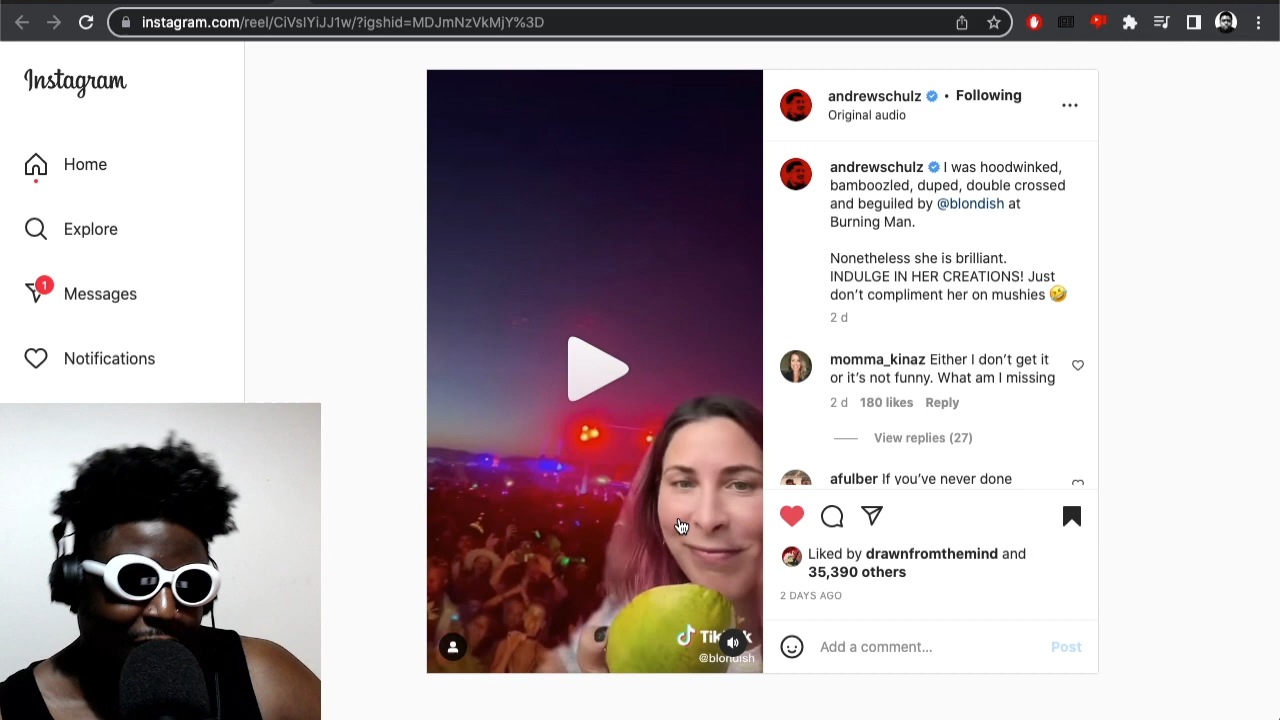 instagram.com/reel/CiVsIYiJJ1w/?igshid=MDJmNzVkMjY%3D
Instagram
Home
Explore
1
Messages
Notifications
TikTok
@blondish
andrewschulz • Following
Original audio
andrewschulz I was hoodwinked,
bamboozled, duped, double crossed
and beguiled by @blondish at
Burning Man.
Nonetheless she is brilliant.
INDULGE IN HER CREATIONS! Just
don’t compliment her on mushies 🤣
2 d
momma_kinaz Either I don’t get it
or it’s not funny. What am I missing
2 d 180 likes Reply
View replies (27)
afulber If you’ve never done
Liked by drawnfromthemind and
35,390 others
2 DAYS AGO
Add a comment... Post